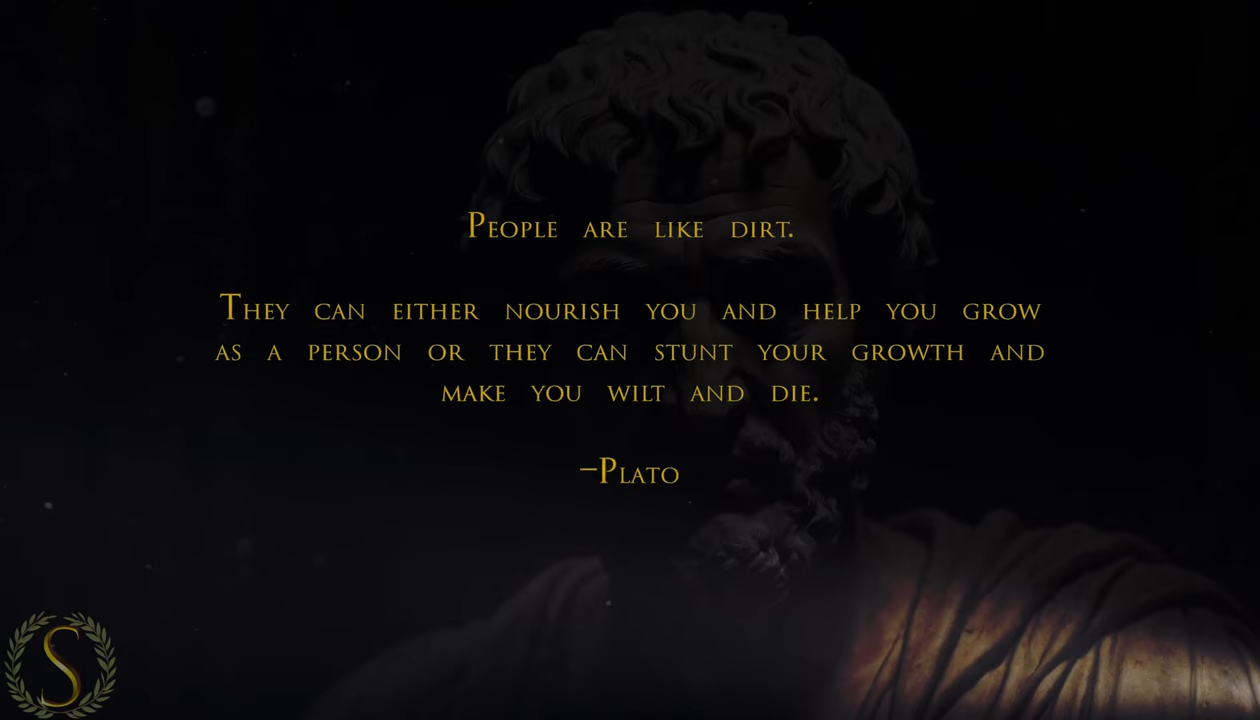 People are like dirt.
They can either nourish you and help you grow
as a person or they can stunt your growth and
make you wilt and die.
–Plato
S